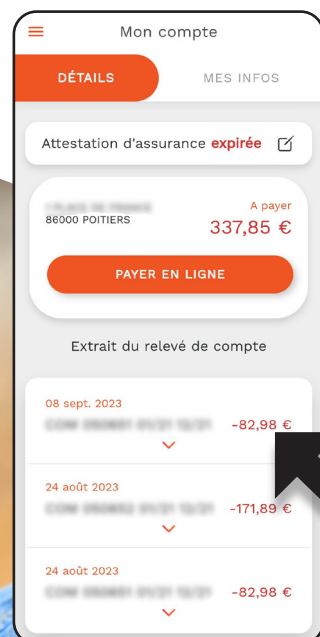 Mon compte
DÉTAILS
MES INFOS
Attestation d'assurance expirée
A payer
86000 POITIERS
337,85 €
PAYER EN LIGNE
Extrait du relevé de compte
08 sept. 2023
-82,98 €
24 août 2023
-171,89 €
24 août 2023
-82,98 €